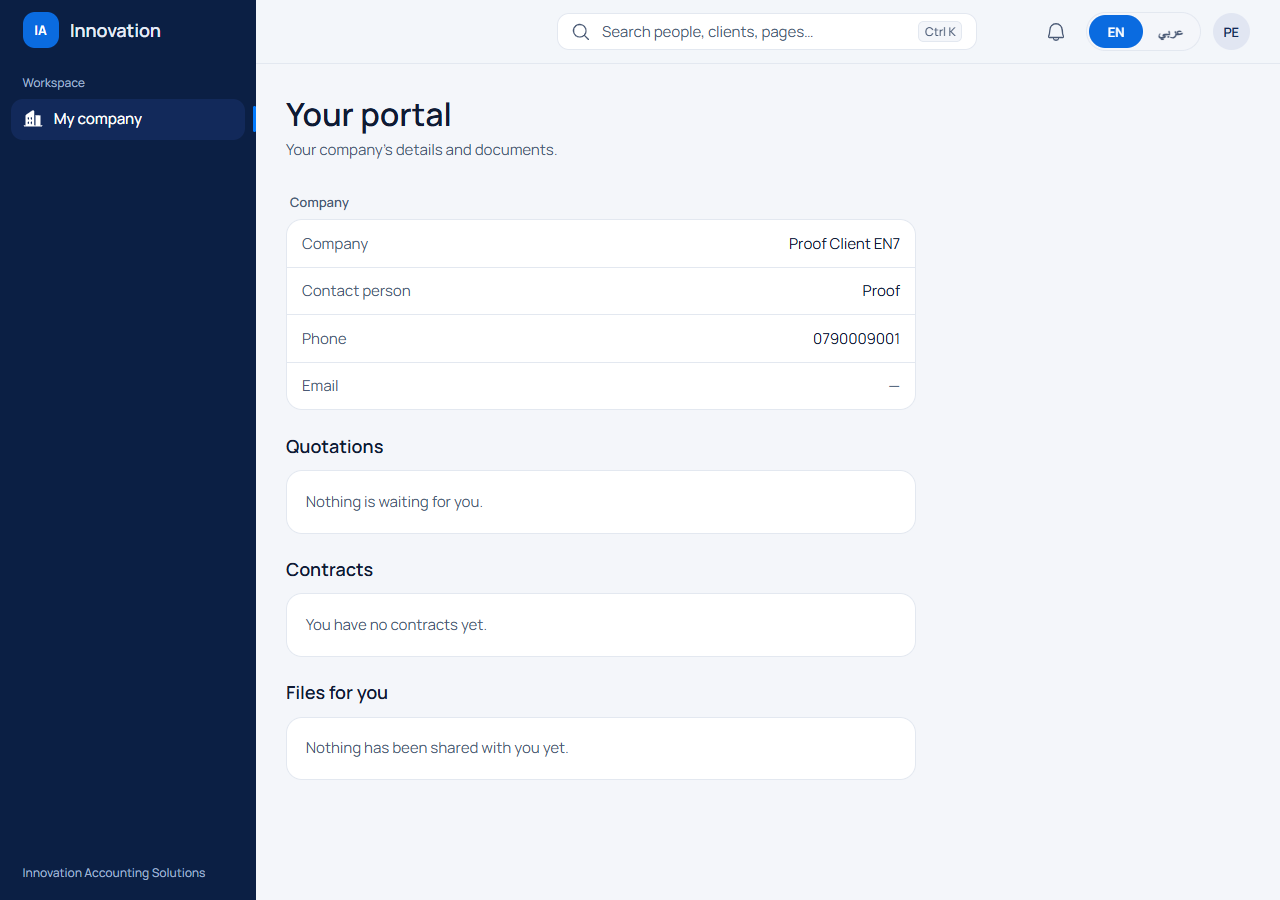 IA Innovation
Search people, clients, pages...
Ctrl K
EN
عربي
PE
Workspace
My company
Your portal
Your company's details and documents.
Company
Company Proof Client EN7
Contact person Proof
Phone 0790009001
Email —
Quotations
Nothing is waiting for you.
Contracts
You have no contracts yet.
Files for you
Nothing has been shared with you yet.
Innovation Accounting Solutions